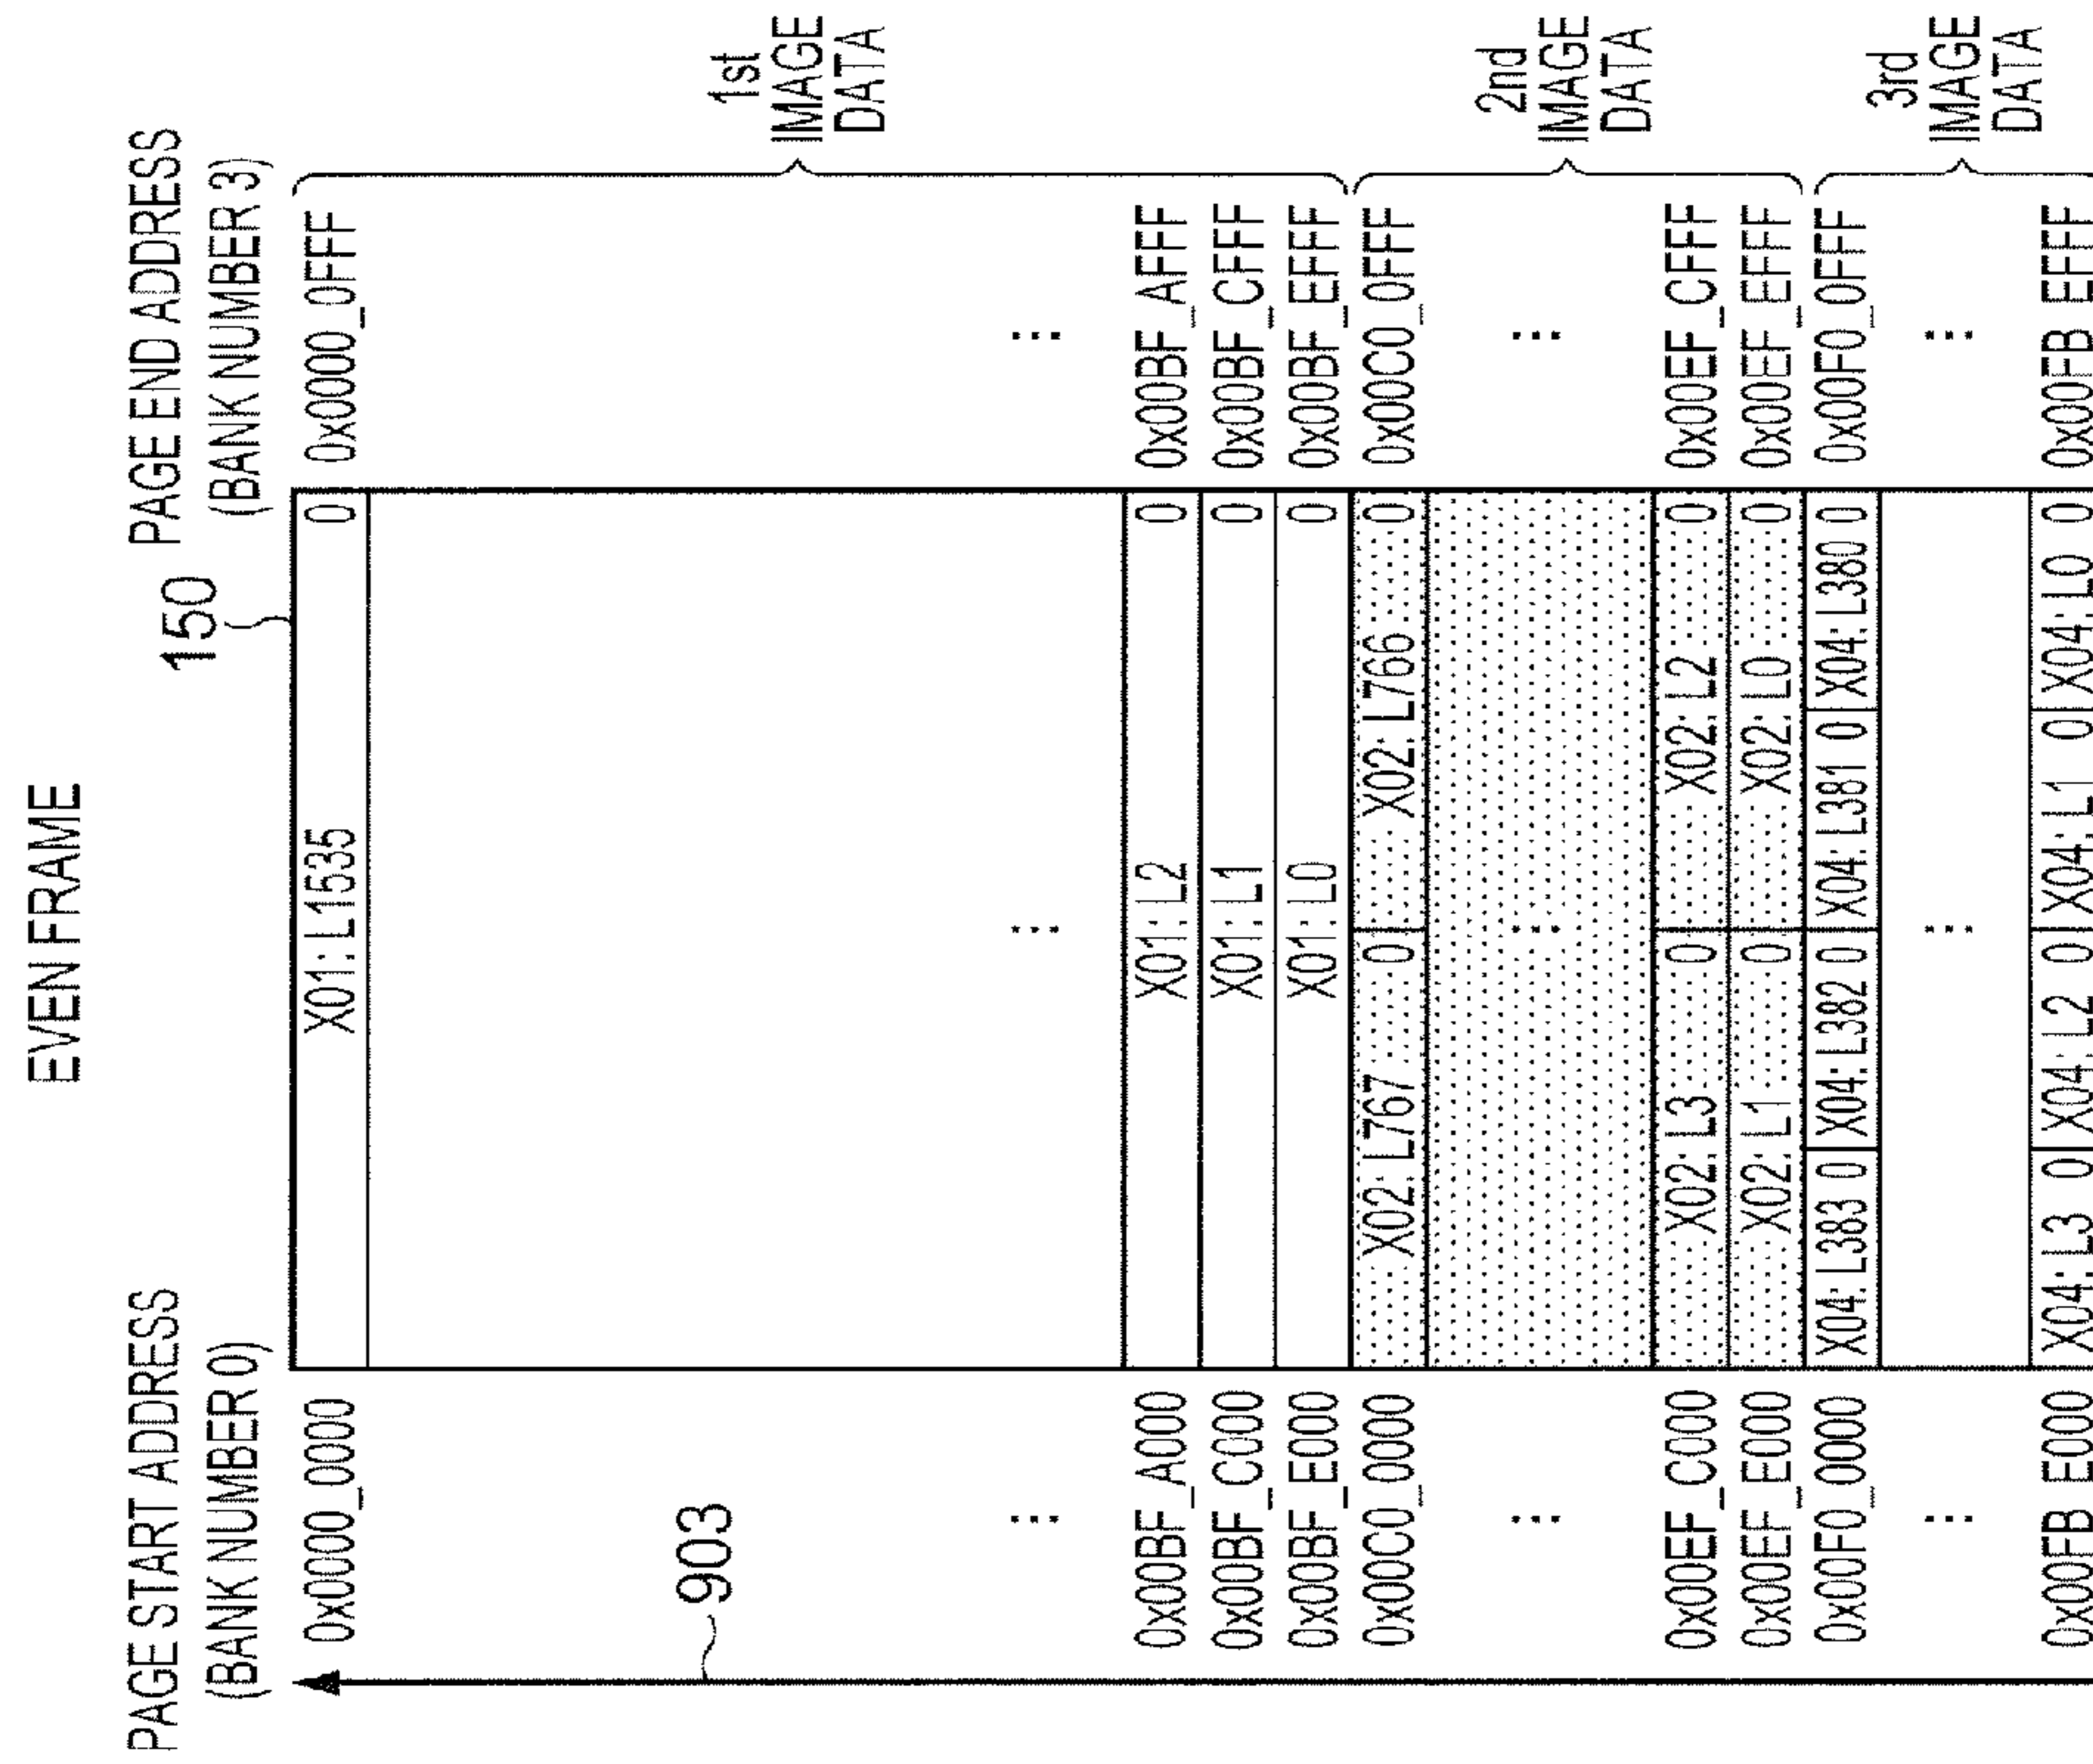 EVEN FRAME
PAGE START ADDRESS
(BANK NUMBER 0)
150
PAGE END ADDRESS
(BANK NUMBER 3)
903
0x0000_0000 X01: L1535 0 0x0000_0FFF
... ... ...
0x00BF_A000 X01: L2 0 0x00BF_AFFF
0x00BF_C000 X01: L1 0 0x00BF_CFFF
0x00BF_E000 X01: L0 0 0x00BF_EFFF
1st
IMAGE
DATA
0x00C0_0000 X02: L767 0 X02: L766 0 0x00C0_0FFF
... ... ...
0x00EF_C000 X02: L3 0 X02: L2 0 0x00EF_CFFF
0x00EF_E000 X02: L1 0 X02: L0 0 0x00EF_EFFF
2nd
IMAGE
DATA
0x00F0_0000 X04: L383 0 X04: L382 0 X04: L381 0 X04: L380 0 0x00F0_0FFF
... ... ...
0x00FB_E000 X04: L3 0 X04: L2 0 X04: L1 0 X04: L0 0 0x00FB_EFFF
3rd
IMAGE
DATA